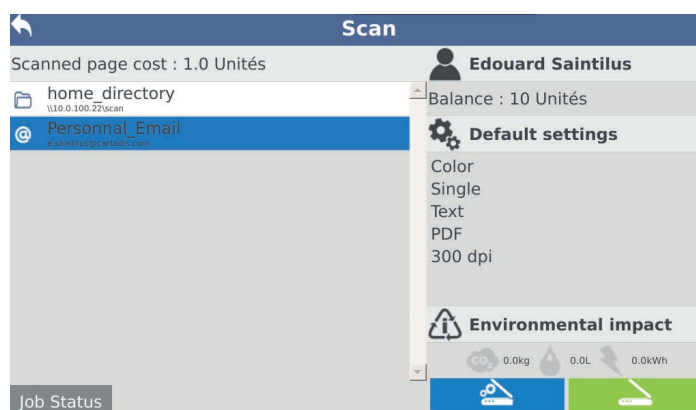 Scan
Scanned page cost : 1.0 Unités
home_directory
\\10.0.100.22\scan
Personnal_Email
e.saintilus@cartadis.com
Job Status
Edouard Saintilus
Balance : 10 Unités
Default settings
Color
Single
Text
PDF
300 dpi
Environmental impact
CO2 0.0kg 0.0L 0.0kWh